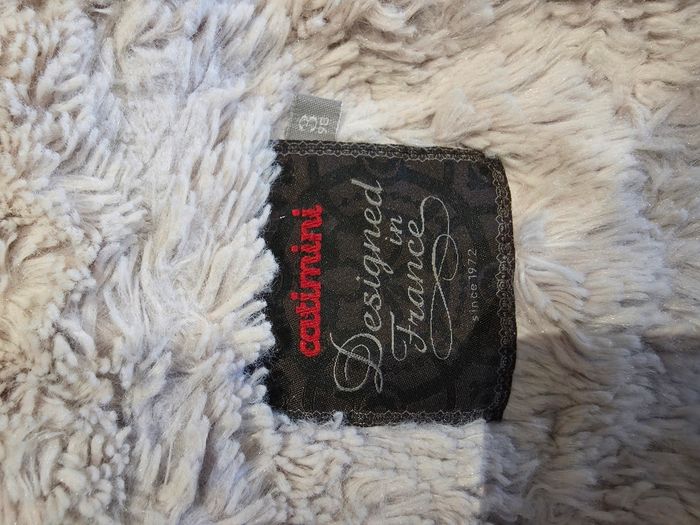 catimini
Designed
in
France
since 1972